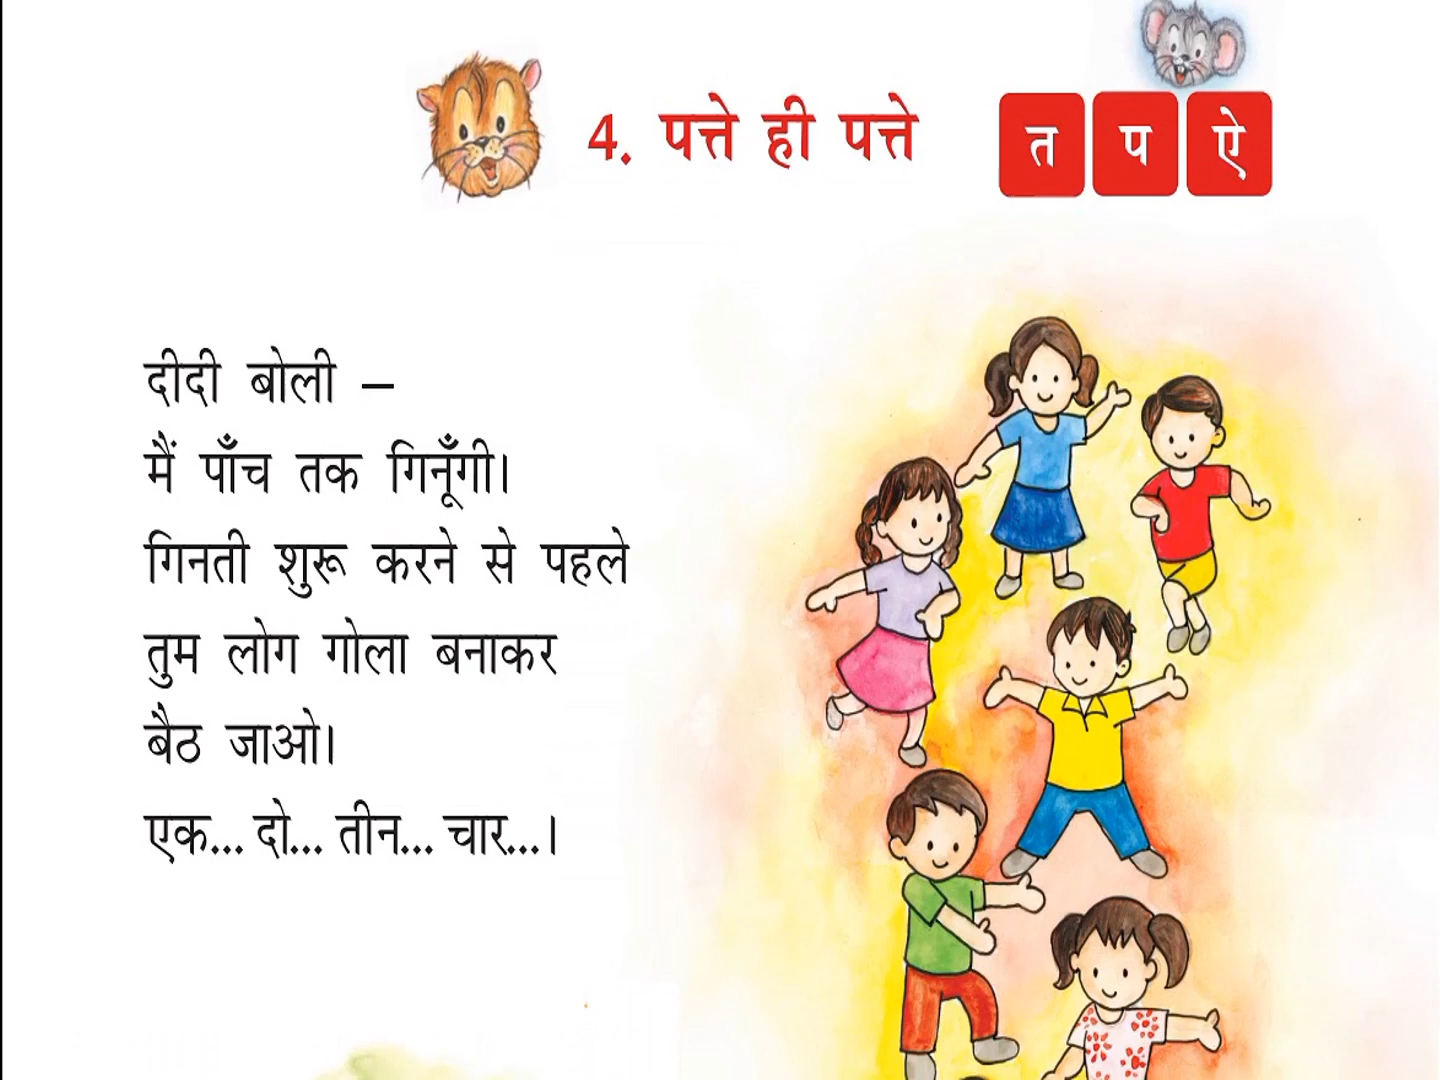 4. पत्ते ही पत्ते त प ऐ
दीदी बोली –
मैं पाँच तक गिनूँगी।
गिनती शुरू करने से पहले
तुम लोग गोला बनाकर
बैठ जाओ।
एक... दो... तीन... चार...।